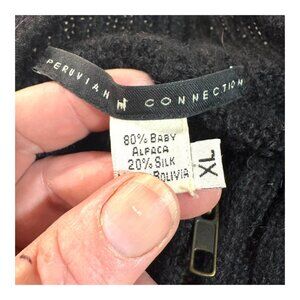 PERUVIAN CONNECTION
80% BABY
ALPACA
20% SILK
BOLIVIA
XL